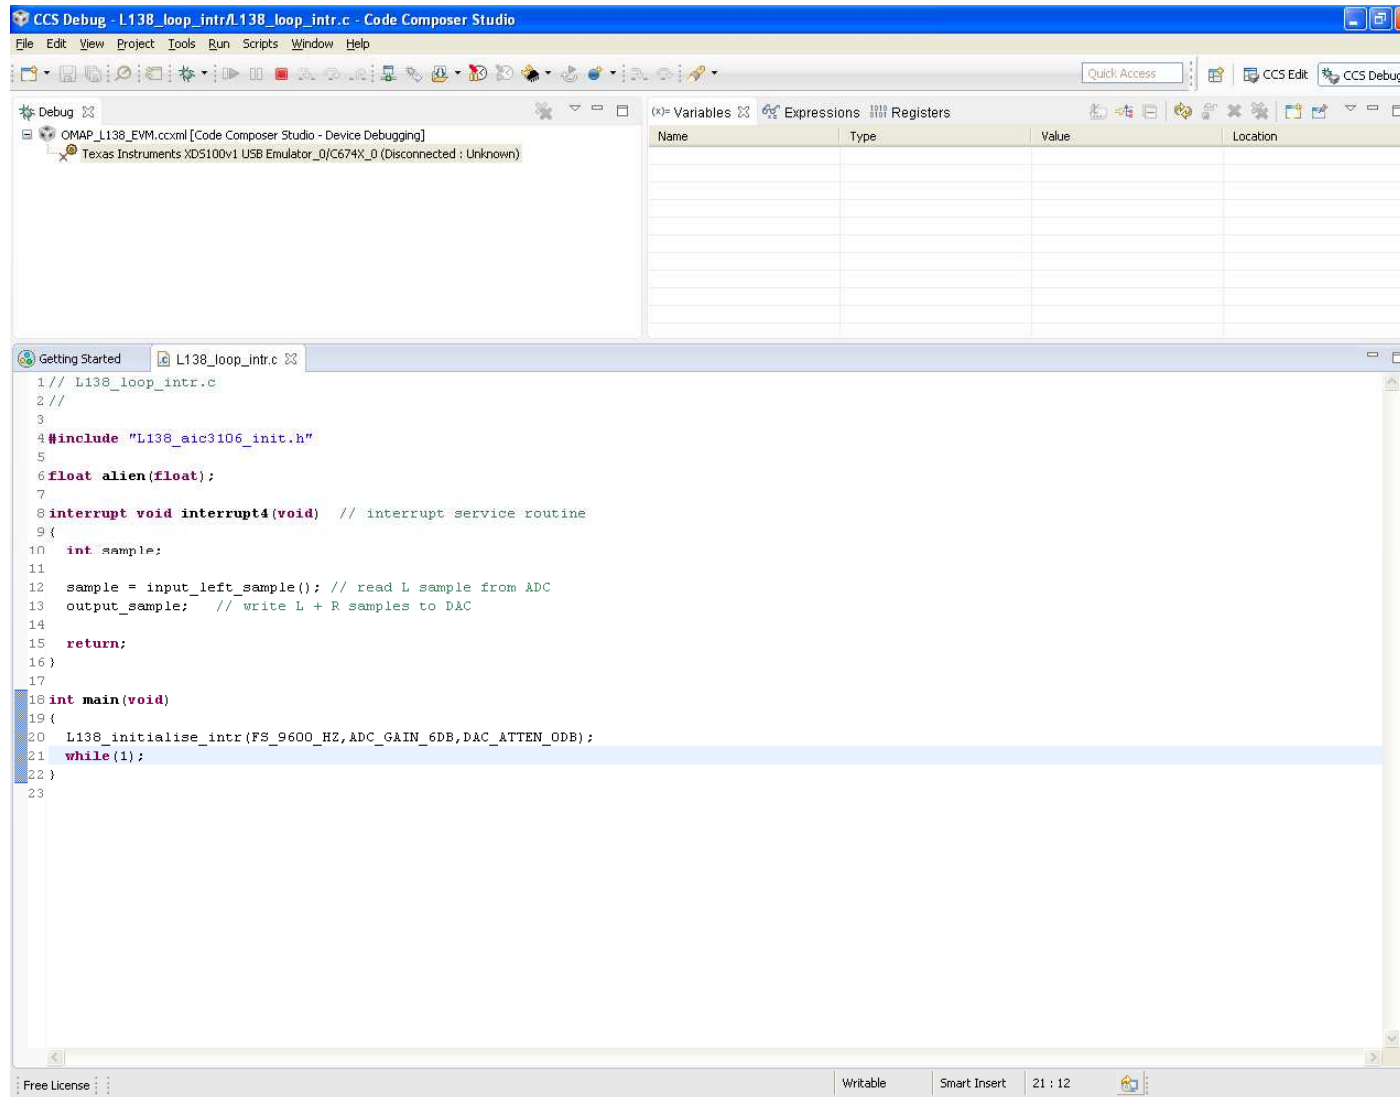 CCS Debug - L138_loop_intr/L138_loop_intr.c - Code Composer Studio
File Edit View Project Tools Run Scripts Window Help
Quick Access
CCS Edit
CCS Debug
Debug
(x)= Variables
Expressions
1010 Registers
OMAP_L138_EVM.ccxml [Code Composer Studio - Device Debugging]
Texas Instruments XDS100v1 USB Emulator_0/C674X_0 (Disconnected : Unknown)
Name Type Value Location
Getting Started
L138_loop_intr.c
1 // L138_loop_intr.c
2 //
3
4 #include "L138_aic3106_init.h"
5
6 float alien(float);
7
8 interrupt void interrupt4(void) // interrupt service routine
9 {
10 int sample;
11
12 sample = input_left_sample(); // read L sample from ADC
13 output_sample; // write L + R samples to DAC
14
15 return;
16 }
17
18 int main(void)
19 {
20 L138_initialise_intr(FS_9600_HZ,ADC_GAIN_6DB,DAC_ATTEN_0DB);
21 while(1);
22 }
23
Free License
Writable
Smart Insert
21 : 12